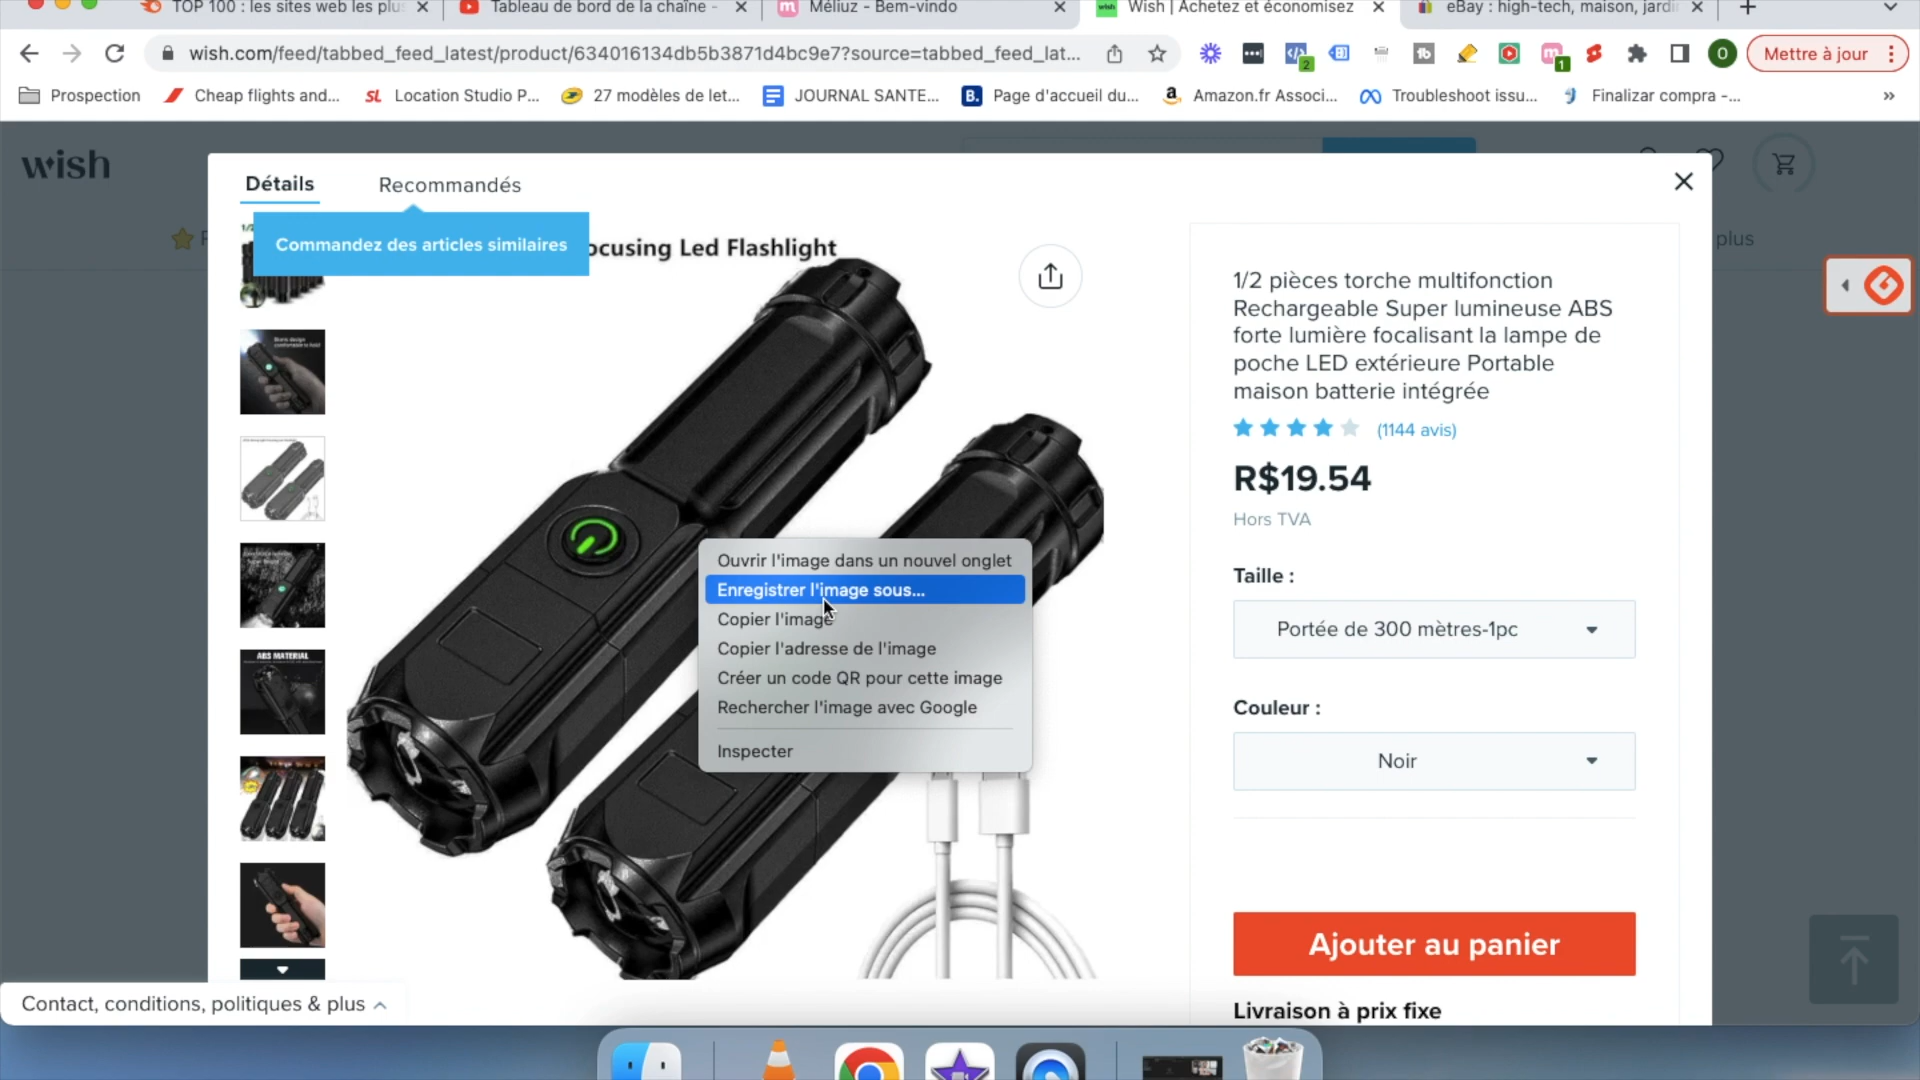 TOP 100 : les sites web les plus
Tableau de bord de la chaîne -
Méliuz - Bem-vindo
Wish | Achetez et économisez
eBay : high-tech, maison, jardi
wish.com/feed/tabbed_feed_latest/product/634016134db5b3871d4bc9e7?source=tabbed_feed_lat...
2
1
O
Mettre à jour
Prospection
Cheap flights and...
SL Location Studio P...
27 modèles de let...
JOURNAL SANTE...
B. Page d'accueil du...
a Amazon.fr Associ...
Troubleshoot issu...
Finalizar compra -...
»
wish
Détails
Recommandés
Commandez des articles similaires
ocusing Led Flashlight
plus
1/2 pièces torche multifonction
Rechargeable Super lumineuse ABS
forte lumière focalisant la lampe de
poche LED extérieure Portable
maison batterie intégrée
(1144 avis)
R$19.54
Hors TVA
Taille :
Portée de 300 mètres-1pc
Couleur :
Noir
Ajouter au panier
Livraison à prix fixe
Ouvrir l'image dans un nouvel onglet
Enregistrer l'image sous...
Copier l'image
Copier l'adresse de l'image
Créer un code QR pour cette image
Rechercher l'image avec Google
Inspecter
ABS MATERIAL
Contact, conditions, politiques & plus